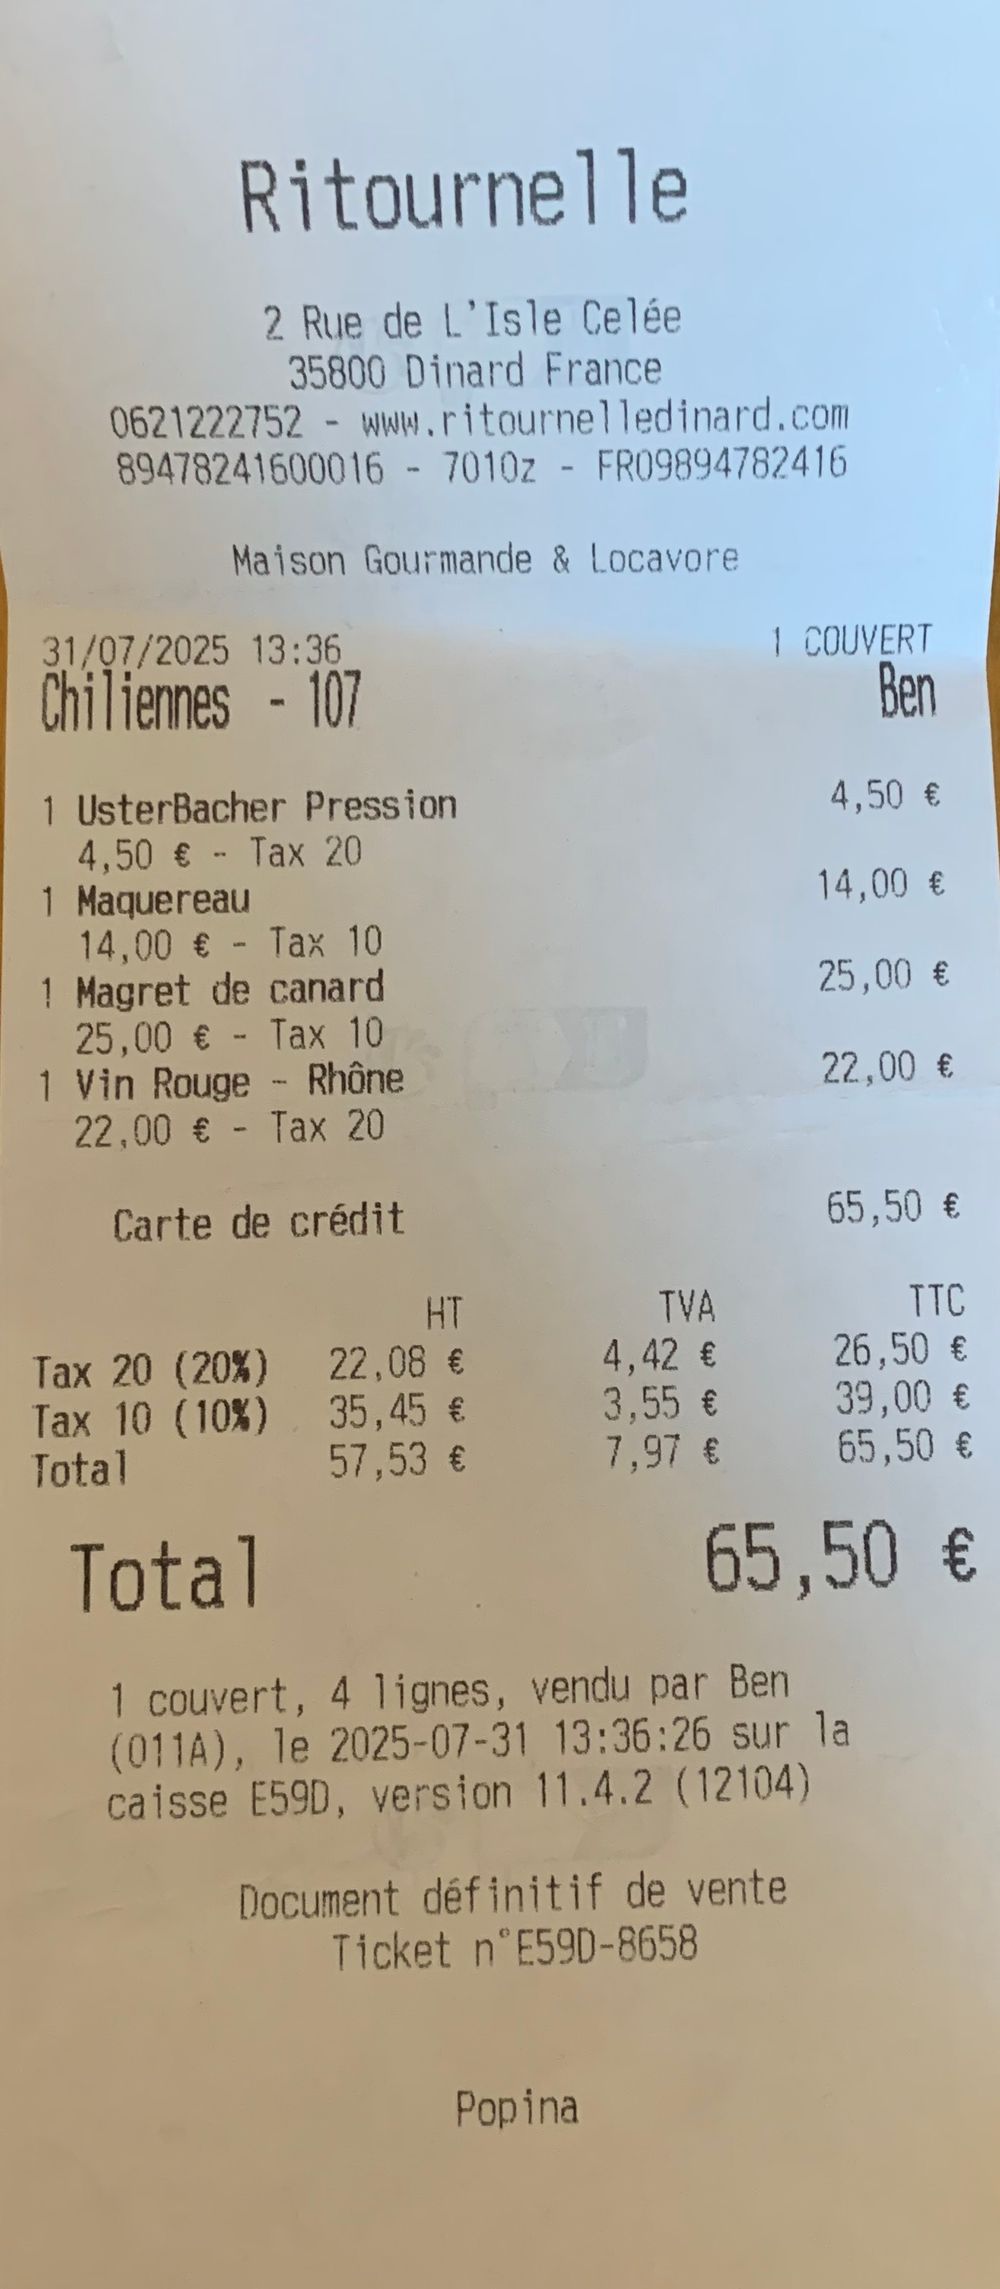 Ritournelle
2 Rue de L'Isle Celée
35800 Dinard France
0621222752 - www.ritournelledinard.com
89478241600016 - 7010z - FR09894782416
Maison Gourmande & Locavore
31/07/2025 13:36 1 COUVERT
Chiliennes - 107 Ben
1 UsterBacher Pression 4,50 €
4,50 € - Tax 20
1 Maquereau 14,00 €
14,00 € - Tax 10
1 Magret de canard 25,00 €
25,00 € - Tax 10
1 Vin Rouge - Rhône 22,00 €
22,00 € - Tax 20
Carte de crédit 65,50 €
HT TVA TTC
Tax 20 (20%) 22,08 € 4,42 € 26,50 €
Tax 10 (10%) 35,45 € 3,55 € 39,00 €
Total 57,53 € 7,97 € 65,50 €
Total 65,50 €
1 couvert, 4 lignes, vendu par Ben
(011A), le 2025-07-31 13:36:26 sur la
caisse E59D, version 11.4.2 (12104)
Document définitif de vente
Ticket n°E59D-8658
Popina